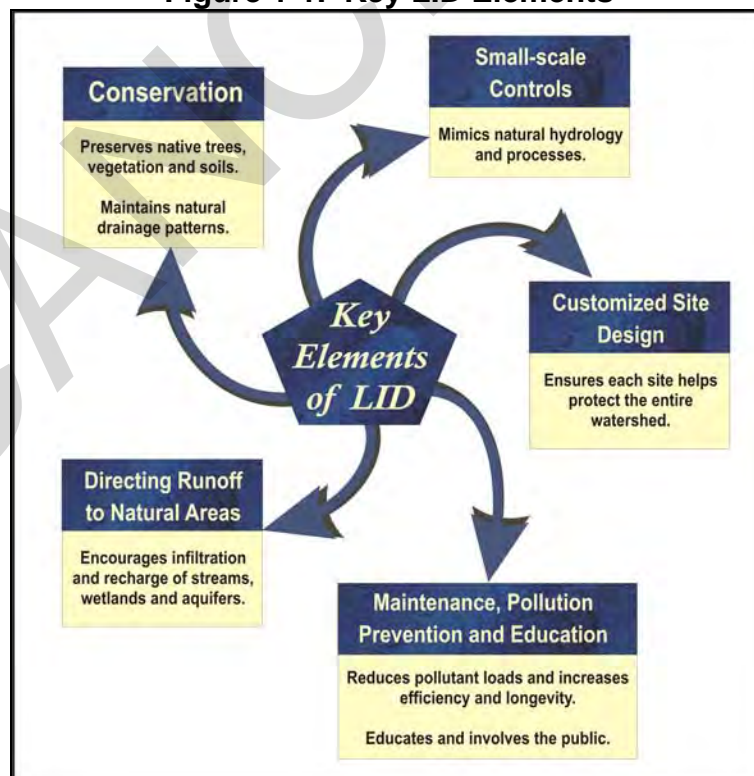 Figure 1-1.  Key LID Elements
Conservation
Preserves native trees,
vegetation and soils.
Maintains natural
drainage patterns.
Small-scale
Controls
Mimics natural hydrology
and processes.
Key
Elements
of LID
Customized Site
Design
Ensures each site helps
protect the entire
watershed.
Directing Runoff
to Natural Areas
Encourages infiltration
and recharge of streams,
wetlands and aquifers.
Maintenance, Pollution
Prevention and Education
Reduces pollutant loads and increases
efficiency and longevity.
Educates and involves the public.